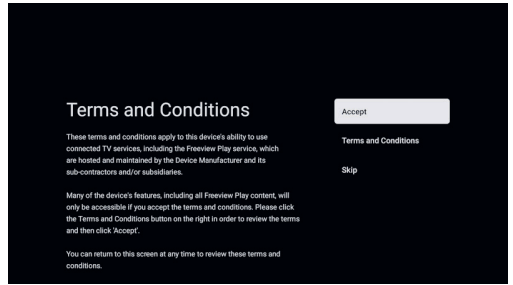 Terms and Conditions
These terms and conditions apply to this device's ability to use
connected TV services, including the Freeview Play service, which
are hosted and maintained by the Device Manufacturer and its
sub-contractors and/or subsidiaries.
Many of the device's features, including all Freeview Play content, will
only be accessible if you accept the terms and conditions. Please click
the Terms and Conditions button on the right in order to review the terms
and then click 'Accept'.
You can return to this screen at any time to review these terms and
conditions.
Accept
Terms and Conditions
Skip